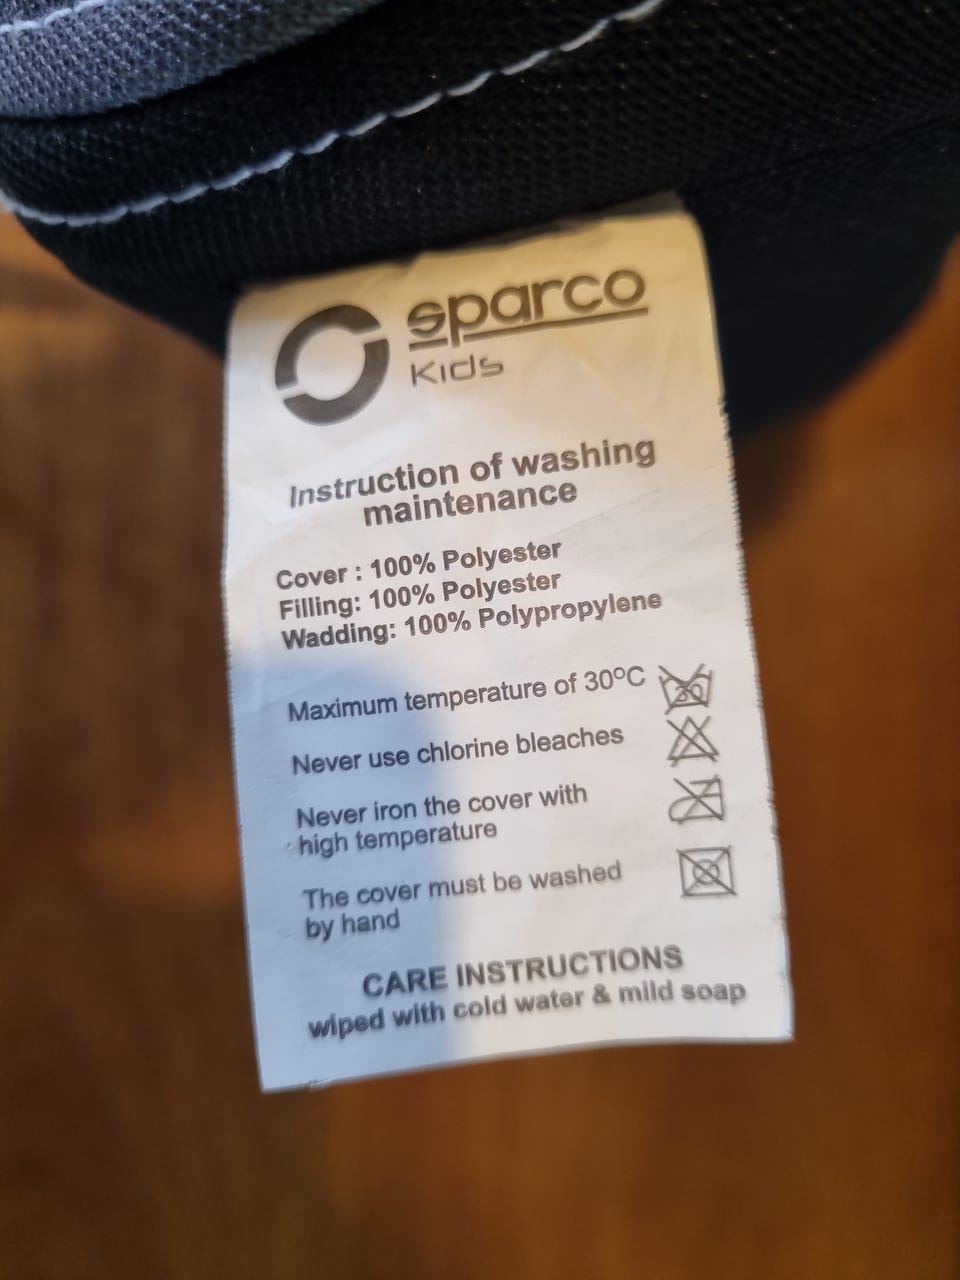 sparco
Kids
Instruction of washing
maintenance
Cover : 100% Polyester
Filling: 100% Polyester
Wadding: 100% Polypropylene
Maximum temperature of 30ºC
30
Never use chlorine bleaches
Never iron the cover with
high temperature
The cover must be washed
by hand
CARE INSTRUCTIONS
wiped with cold water & mild soap